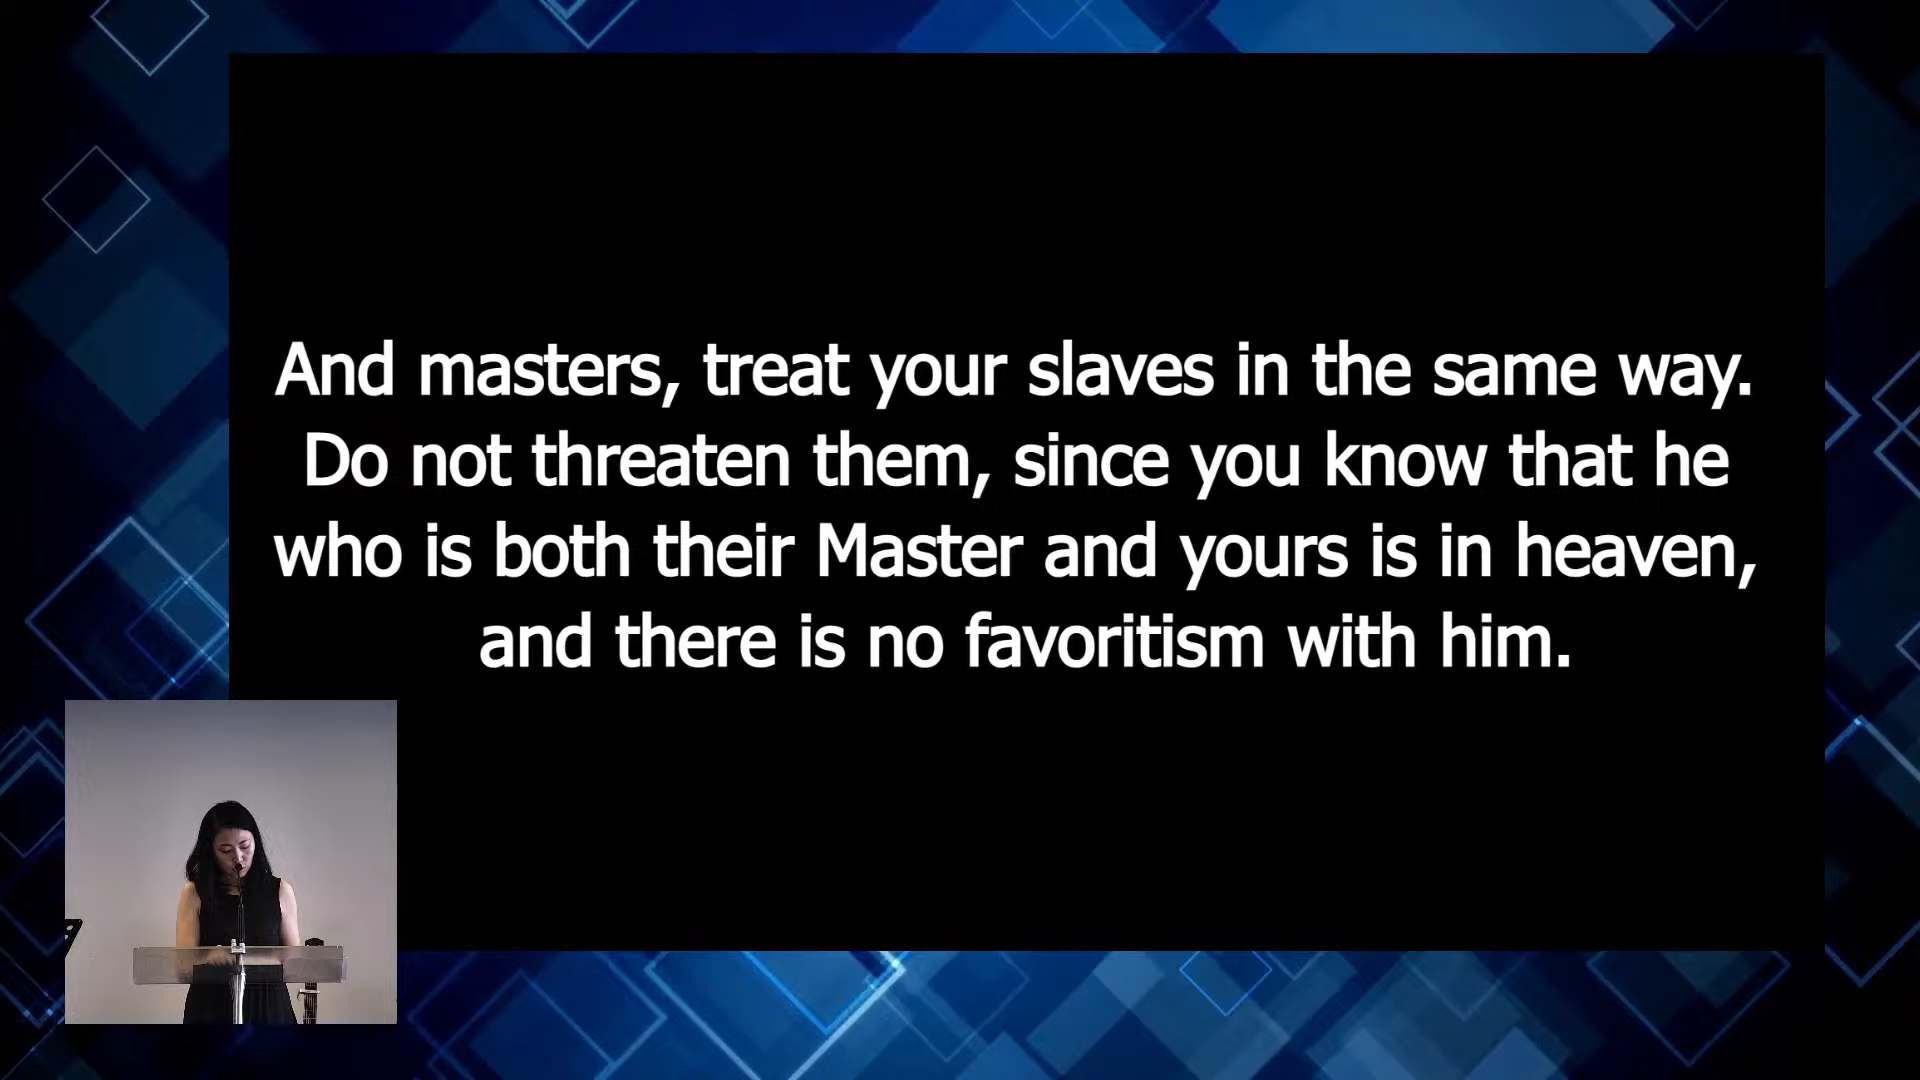 And masters, treat your slaves in the same way.
Do not threaten them, since you know that he
who is both their Master and yours is in heaven,
and there is no favoritism with him.